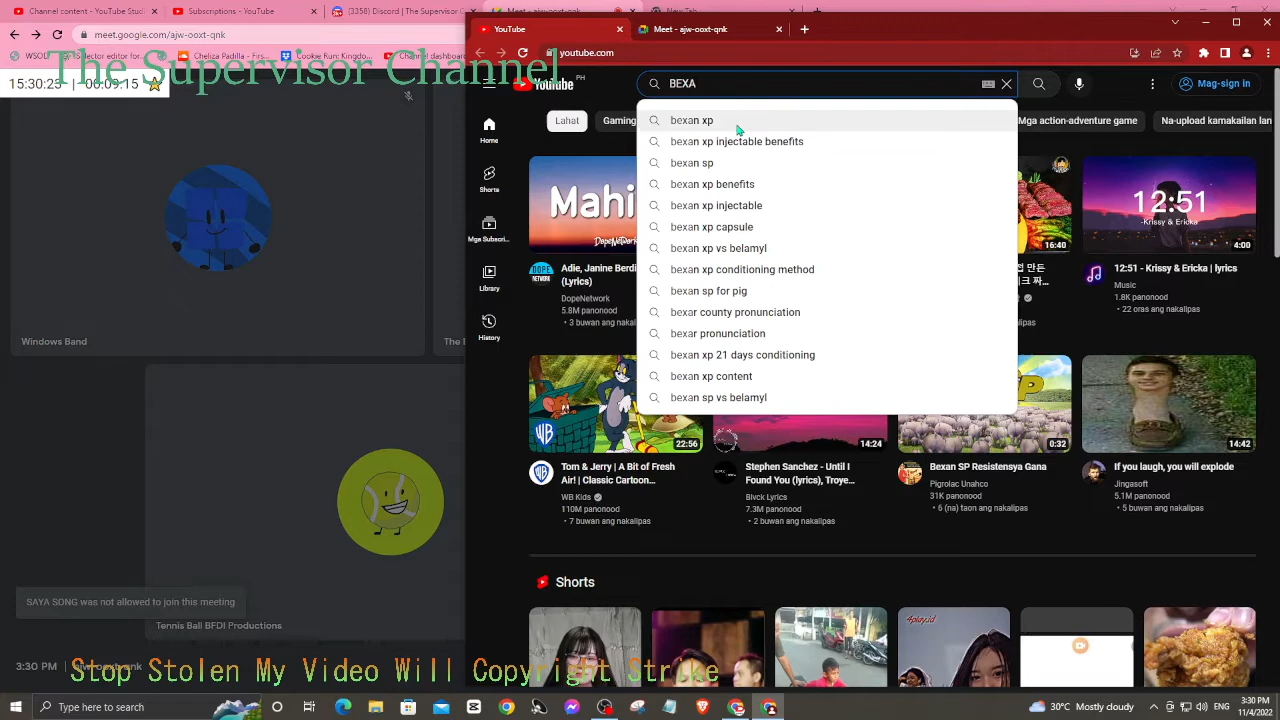 Channel content - YouTube Studi
Subscriptions - YouTube
(3358) Discord | The Supervisor C
meet.google.com/ajw-ooxt-qnk
The Supervisor Channel
15:30:25 - 00:09:15
Windows Band
The B
SAYA SONG was not allowed to join this meeting
Tennis Ball BFDI Productions
3:30 PM
Stop Stolen My Video Will Copyright Strike
YouTube
Meet - ajw-ooxt-qnk
youtube.com
YouTube
PH
BEXA
Mag-sign in
Home
Shorts
Mga Subscri...
Library
History
Lahat
Gaming
Mga action-adventure game
Na-upload kamakailan lan
bexan xp
bexan xp injectable benefits
bexan sp
bexan xp benefits
bexan xp injectable
bexan xp capsule
bexan xp vs belamyl
bexan xp conditioning method
bexan sp for pig
bexar county pronunciation
bexar pronunciation
bexan xp 21 days conditioning
bexan xp content
bexan sp vs belamyl
Mahi
DopeNetwork
16:40
12:51
-Krissy & Ericka
4:00
DOPE
NETWORK
Adie, Janine Berdi
(Lyrics)
DopeNetwork
5.8M panonood
• 3 buwan ang nakalip
12:51 - Krissy & Ericka | lyrics
Music
1.8K panonood
• 22 oras ang nakalipas
22:56
14:24
0:32
14:42
Tom & Jerry | A Bit of Fresh
Air! | Classic Cartoon...
WB Kids
110M panonood
• 7 buwan ang nakalipas
Stephen Sanchez - Until I
Found You (lyrics), Troye...
Blvck Lyrics
7.3M panonood
• 2 buwan ang nakalipas
Bexan SP Resistensya Gana
Pigrolac Unahco
31K panonood
• 6 (na) taon ang nakalipas
If you laugh, you will explode
Jingasoft
5.1M panonood
• 5 buwan ang nakalipas
Shorts
4play.id
Type here to search
30°C Mostly cloudy
ENG
3:30 PM
11/4/2022